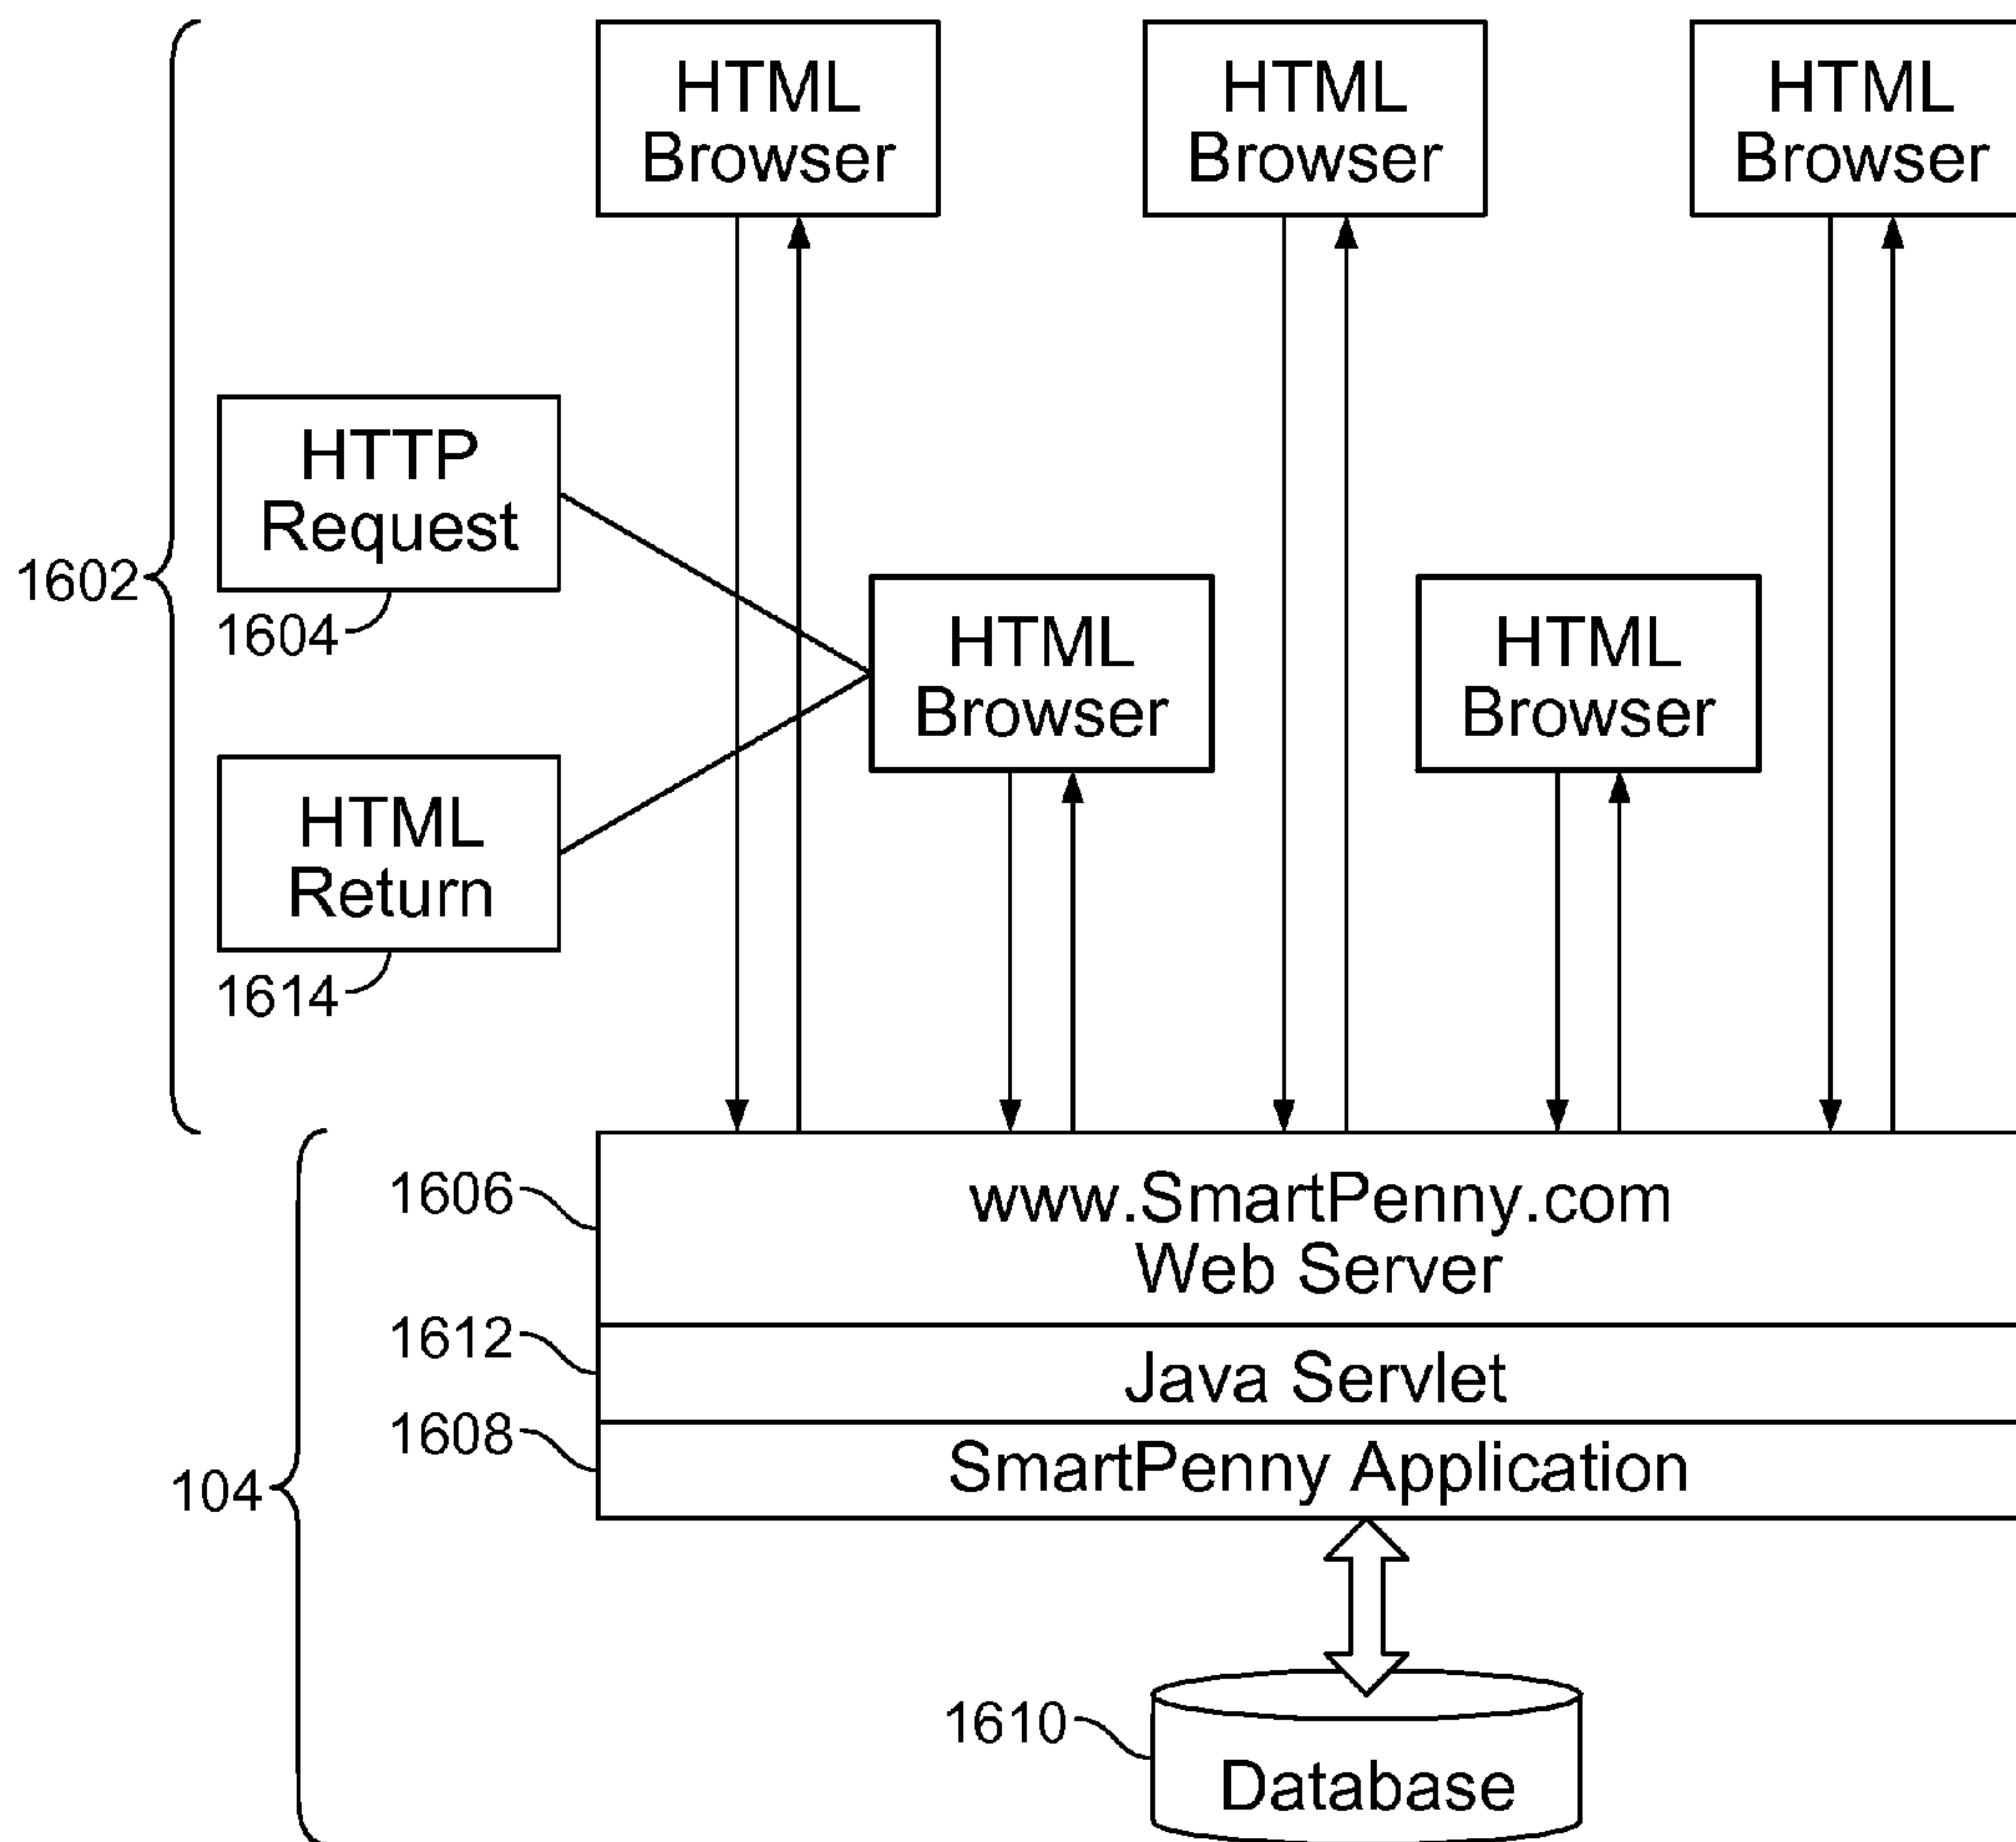 HTML
Browser
HTML
Browser
HTML
Browser
HTTP
Request
1602
1604
HTML
Browser
HTML
Browser
HTML
Return
1614
1606
www.SmartPenny.com
Web Server
1612
Java Servlet
1608
SmartPenny Application
104
1610
Database